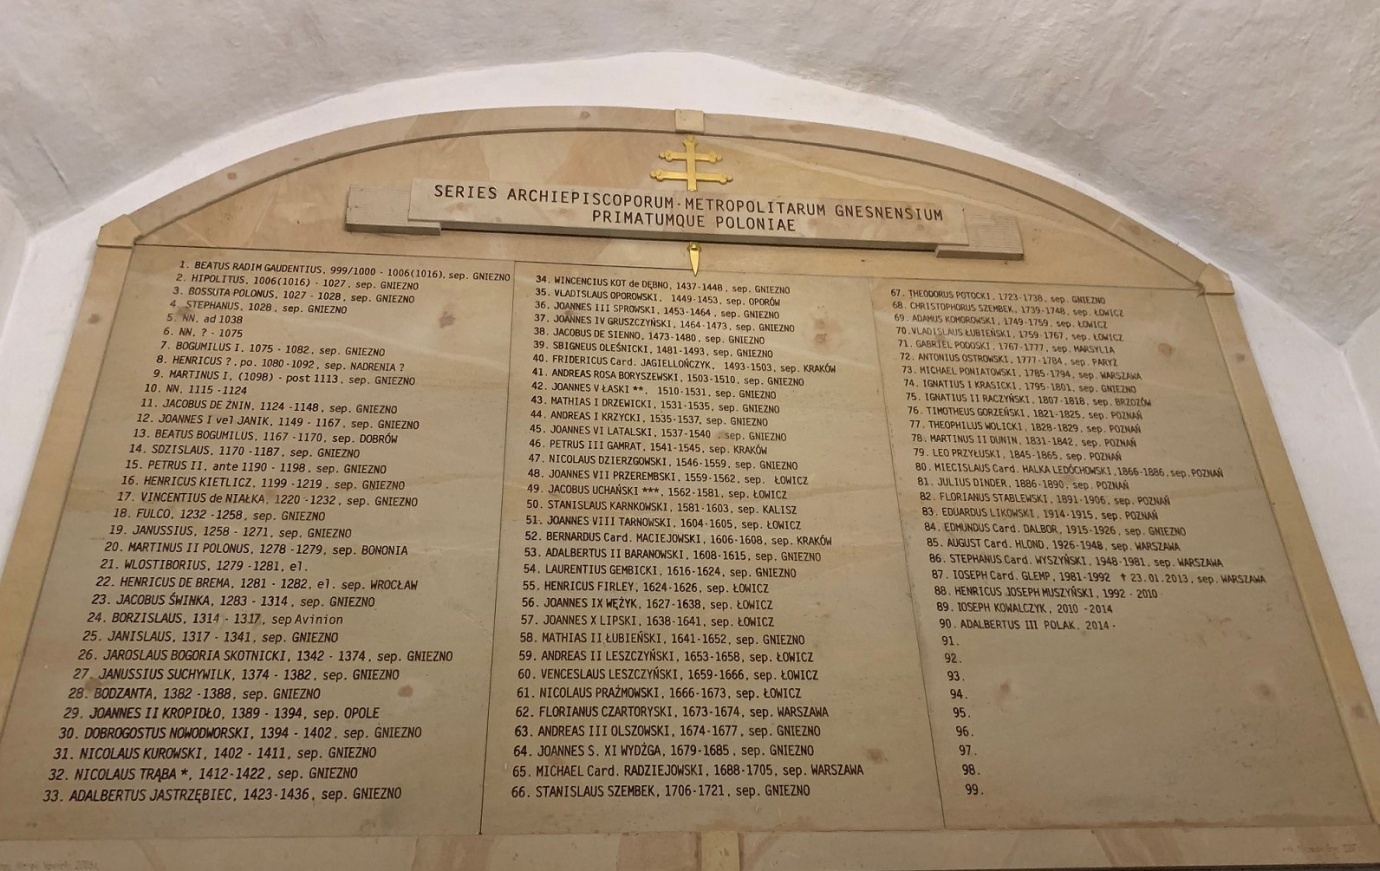 SERIES ARCHIEPISCOPORUM·METROPOLITARUM GNESNENSIUM
PRIMATUMQUE POLONIAE
1. BEATUS RADIM GAUDENTIUS, 999/1000 - 1006(1016), sep. GNIEZNO
2. HIPOLITUS, 1006(1016) - 1027, sep. GNIEZNO
3. BOSSUTA POLONUS, 1027 - 1028, sep. GNIEZNO
4. STEPHANUS, 1028, sep. GNIEZNO
5. NN. ad 1038
6. NN, ? - 1075
7. BOGUMILUS I, 1075 - 1082, sep. GNIEZNO
8. HENRICUS ?, po. 1080-1092, sep. NADRENIA ?
9. MARTINUS I, (1098) - post 1113, sep. GNIEZNO
10. NN, 1115 -1124
11. JACOBUS DE ŻNIN, 1124 -1148, sep. GNIEZNO
12. JOANNES I vel JANIK, 1149 - 1167, sep. GNIEZNO
13. BEATUS BOGUMILUS, 1167 -1170, sep. DOBRÓW
14. SDZISLAUS, 1170 -1187, sep. GNIEZNO
15. PETRUS II, ante 1190 - 1198, sep. GNIEZNO
16. HENRICUS KIETLICZ, 1199 -1219, sep. GNIEZNO
17. VINCENTIUS de NIAŁKA, 1220 -1232, sep. GNIEZNO
18. FULCO, 1232 -1258, sep. GNIEZNO
19. JANUSSIUS, 1258 - 1271, sep. GNIEZNO
20. MARTINUS II POLONUS, 1278 -1279, sep. BONONIA
21. WLOSTIBORIUS, 1279 -1281, el.
22. HENRICUS DE BREMA, 1281 - 1282, el. sep. WROCŁAW
23. JACOBUS ŚWINKA, 1283 - 1314, sep. GNIEZNO
24. BORZISLAUS, 1314 - 1317, sep Avinion
25. JANISLAUS, 1317 - 1341, sep. GNIEZNO
26. JAROSLAUS BOGORIA SKOTNICKI, 1342 - 1374, sep. GNIEZNO
27. JANUSSIUS SUCHYWILK, 1374 - 1382, sep. GNIEZNO
28. BODZANTA, 1382 -1388, sep. GNIEZNO
29. JOANNES II KROPIDŁO, 1389 - 1394, sep. OPOLE
30. DOBROGOSTUS NOWODWORSKI, 1394 - 1402, sep. GNIEZNO
31. NICOLAUS KUROWSKI, 1402 - 1411, sep. GNIEZNO
32. NICOLAUS TRĄBA *, 1412-1422, sep. GNIEZNO
33. ADALBERTUS JASTRZĘBIEC, 1423-1436, sep. GNIEZNO
34. WINCENCIUS KOT de DĘBNO, 1437-1448, sep. GNIEZNO
35. VLADISLAUS OPOROWSKI, 1449-1453, sep. OPORÓW
36. JOANNES III SPROWSKI, 1453-1464, sep. GNIEZNO
37. JOANNES IV GRUSZCZYŃSKI, 1464-1473, sep. GNIEZNO
38. JACOBUS DE SIENNO, 1473-1480, sep. GNIEZNO
39. SBIGNEUS OLEŚNICKI, 1481-1493, sep. GNIEZNO
40. FRIDERICUS Card. JAGIELLOŃCZYK, 1493-1503, sep. KRAKÓW
41. ANDREAS ROSA BORYSZEWSKI, 1503-1510, sep. GNIEZNO
42. JOANNES V ŁASKI **, 1510-1531, sep. GNIEZNO
43. MATHIAS I DRZEWICKI, 1531-1535, sep. GNIEZNO
44. ANDREAS I KRZYCKI, 1535-1537, sep. GNIEZNO
45. JOANNES VI LATALSKI, 1537-1540, sep. GNIEZNO
46. PETRUS III GAMRAT, 1541-1545, sep. KRAKÓW
47. NICOLAUS DZIERZGOWSKI, 1546-1559, sep. GNIEZNO
48. JOANNES VII PRZEREMBSKI, 1559-1562, sep. ŁOWICZ
49. JACOBUS UCHAŃSKI ***, 1562-1581, sep. ŁOWICZ
50. STANISLAUS KARNKOWSKI, 1581-1603, sep. KALISZ
51. JOANNES VIII TARNOWSKI, 1604-1605, sep. ŁOWICZ
52. BERNARDUS Card. MACIEJOWSKI, 1606-1608, sep. KRAKÓW
53. ADALBERTUS II BARANOWSKI, 1608-1615, sep. GNIEZNO
54. LAURENTIUS GEMBICKI, 1616-1624, sep. GNIEZNO
55. HENRICUS FIRLEY, 1624-1626, sep. ŁOWICZ
56. JOANNES IX WĘŻYK, 1627-1638, sep. ŁOWICZ
57. JOANNES X LIPSKI, 1638-1641, sep. ŁOWICZ
58. MATHIAS II ŁUBIEŃSKI, 1641-1652, sep. GNIEZNO
59. ANDREAS II LESZCZYŃSKI, 1653-1658, sep. ŁOWICZ
60. VENCESLAUS LESZCZYŃSKI, 1659-1666, sep. ŁOWICZ
61. NICOLAUS PRAŻMOWSKI, 1666-1673, sep. ŁOWICZ
62. FLORIANUS CZARTORYSKI, 1673-1674, sep. WARSZAWA
63. ANDREAS III OLSZOWSKI, 1674-1677, sep. GNIEZNO
64. JOANNES S. XI WYDŻGA, 1679-1685, sep. GNIEZNO
65. MICHAEL Card. RADZIEJOWSKI, 1688-1705, sep. WARSZAWA
66. STANISLAUS SZEMBEK, 1706-1721, sep. GNIEZNO
67. THEODORUS POTOCKI, 1723-1738, sep. GNIEZNO
68. CHRISTOPHORUS SZEMBEK, 1739-1748, sep. ŁOWICZ
69. ADAMUS KOMOROWSKI, 1749-1759, sep. ŁOWICZ
70. VLADISLAUS ŁUBIEŃSKI, 1759-1767, sep. ŁOWICZ
71. GABRIEL PODOSKI, 1767-1777, sep. MARSYLIA
72. ANTONIUS OSTROWSKI, 1777-1784, sep. PARYŻ
73. MICHAEL PONIATOWSKI, 1785-1794, sep. WARSZAWA
74. IGNATIUS I KRASICKI, 1795-1801, sep. GNIEZNO
75. IGNATIUS II RACZYŃSKI, 1807-1818, sep. BRZOZÓW
76. TIMOTHEUS GORZEŃSKI, 1821-1825, sep. POZNAŃ
77. THEOPHILUS WOLICKI, 1828-1829, sep. POZNAŃ
78. MARTINUS II DUNIN, 1831-1842, sep. POZNAŃ
79. LEO PRZYŁUSKI, 1845-1865, sep. POZNAŃ
80. MIECISLAUS Card. HALKA LEDÓCHOWSKI, 1866-1886, sep. POZNAŃ
81. JULIUS DINDER, 1886-1890, sep. POZNAŃ
82. FLORIANUS STABLEWSKI, 1891-1906, sep. POZNAŃ
83. EDUARDUS LIKOWSKI, 1914-1915, sep. POZNAŃ
84. EDMUNDUS Card. DALBOR, 1915-1926, sep. GNIEZNO
85. AUGUST Card. HLOND, 1926-1948, sep. WARSZAWA
86. STEPHANUS Card. WYSZYŃSKI, 1948-1981, sep. WARSZAWA
87. IOSEPH Card. GLEMP, 1981-1992 ✝ 23.01.2013, sep. WARSZAWA
88. HENRICUS JOSEPH MUSZYŃSKI, 1992 - 2010
89. IOSEPH KOWALCZYK, 2010 -2014
90. ADALBERTUS III POLAK, 2014-
91.
92.
93.
94.
95.
96.
97.
98.
99.